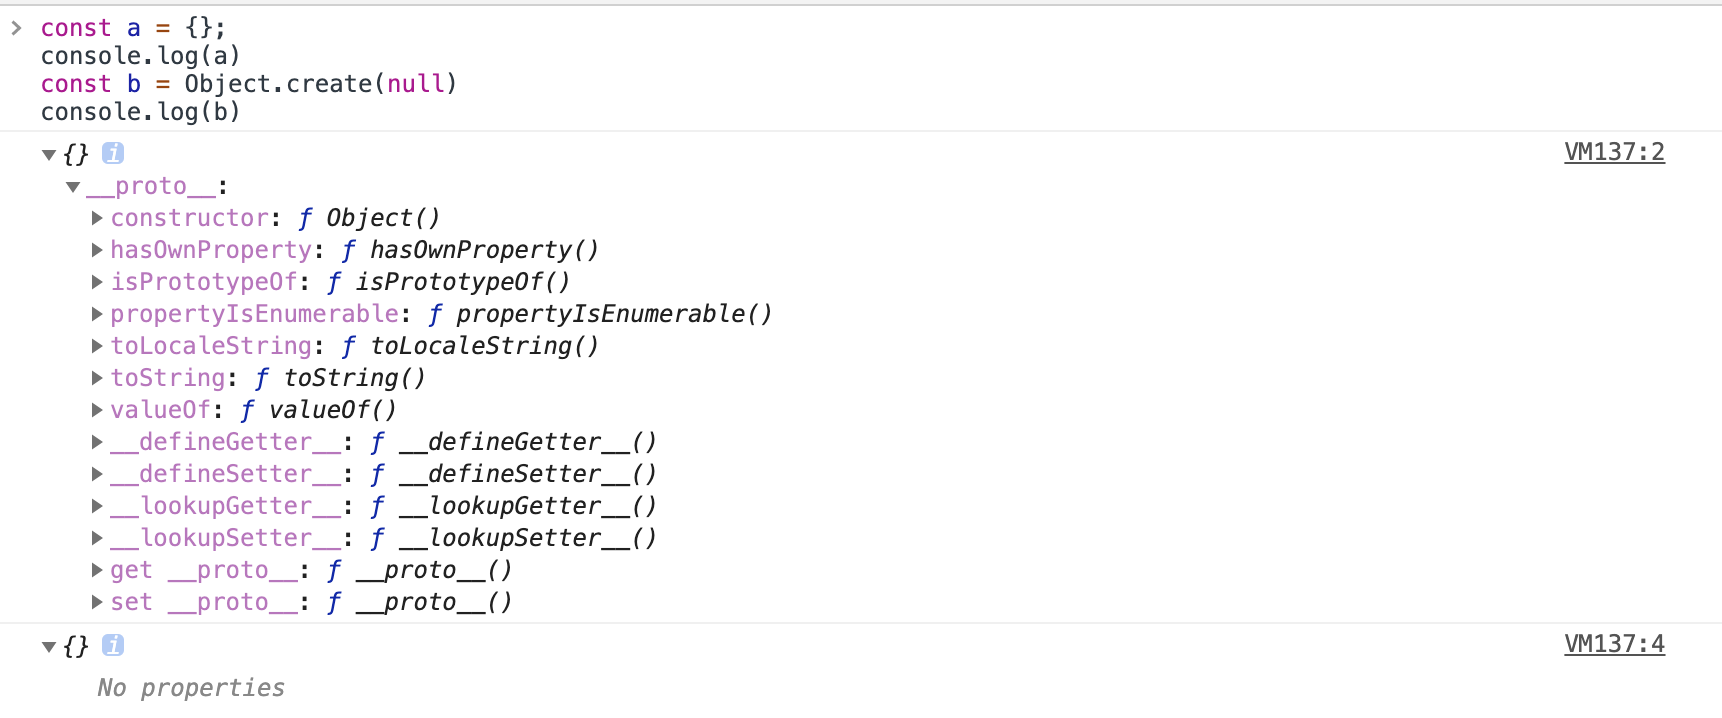 const a = {};
console.log(a)
const b = Object.create(null)
console.log(b)
{} i VM137:2
__proto__:
constructor: ƒ Object()
hasOwnProperty: ƒ hasOwnProperty()
isPrototypeOf: ƒ isPrototypeOf()
propertyIsEnumerable: ƒ propertyIsEnumerable()
toLocaleString: ƒ toLocaleString()
toString: ƒ toString()
valueOf: ƒ valueOf()
__defineGetter__: ƒ __defineGetter__()
__defineSetter__: ƒ __defineSetter__()
__lookupGetter__: ƒ __lookupGetter__()
__lookupSetter__: ƒ __lookupSetter__()
get __proto__: ƒ __proto__()
set __proto__: ƒ __proto__()
{} i VM137:4
No properties